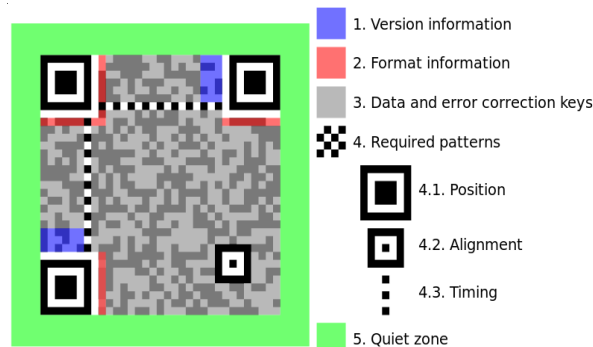 1. Version information
2. Format information
3. Data and error correction keys
4. Required patterns
4.1. Position
4.2. Alignment
4.3. Timing
5. Quiet zone